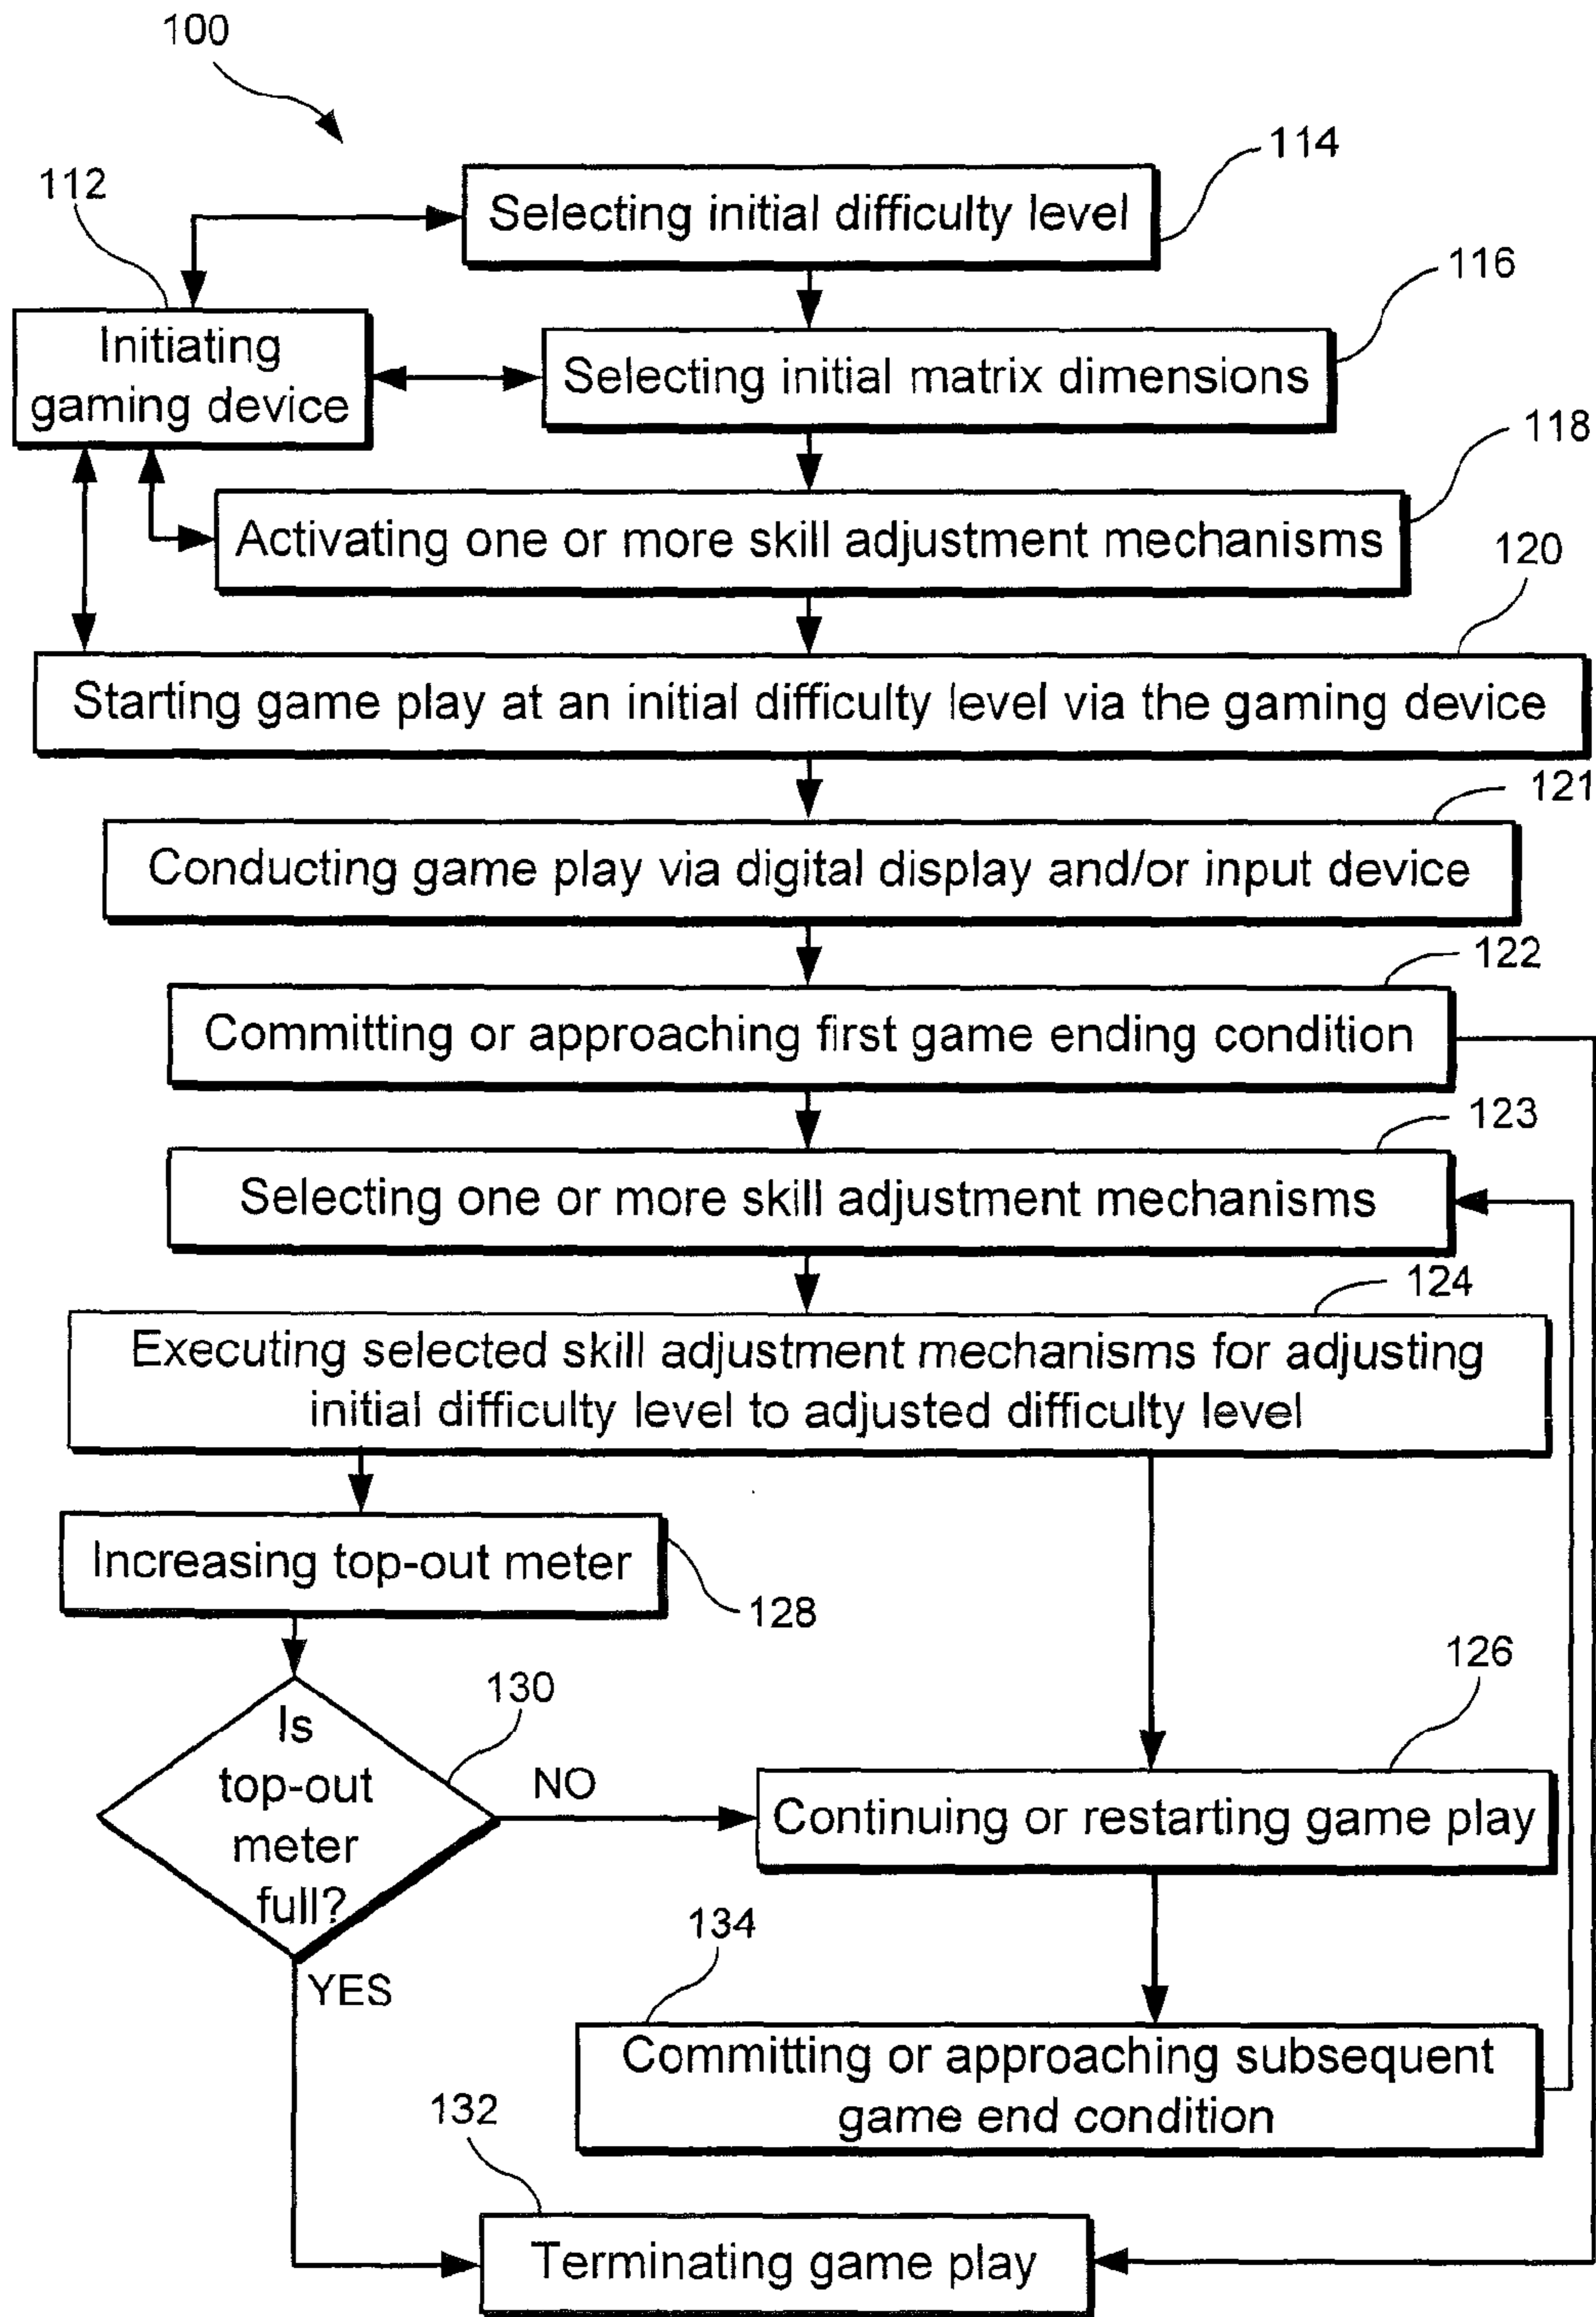 100
114
Selecting initial difficulty level
112
116
Initiating
gaming device
Selecting initial matrix dimensions
118
Activating one or more skill adjustment mechanisms
120
Starting game play at an initial difficulty level via the gaming device
121
Conducting game play via digital display and/or input device
122
Committing or approaching first game ending condition
123
Selecting one or more skill adjustment mechanisms
124
Executing selected skill adjustment mechanisms for adjusting
initial difficulty level to adjusted difficulty level
Increasing top-out meter
128
126
130
Is
top-out
meter
full?
NO
Continuing or restarting game play
134
YES
Committing or approaching subsequent
game end condition
132
Terminating game play